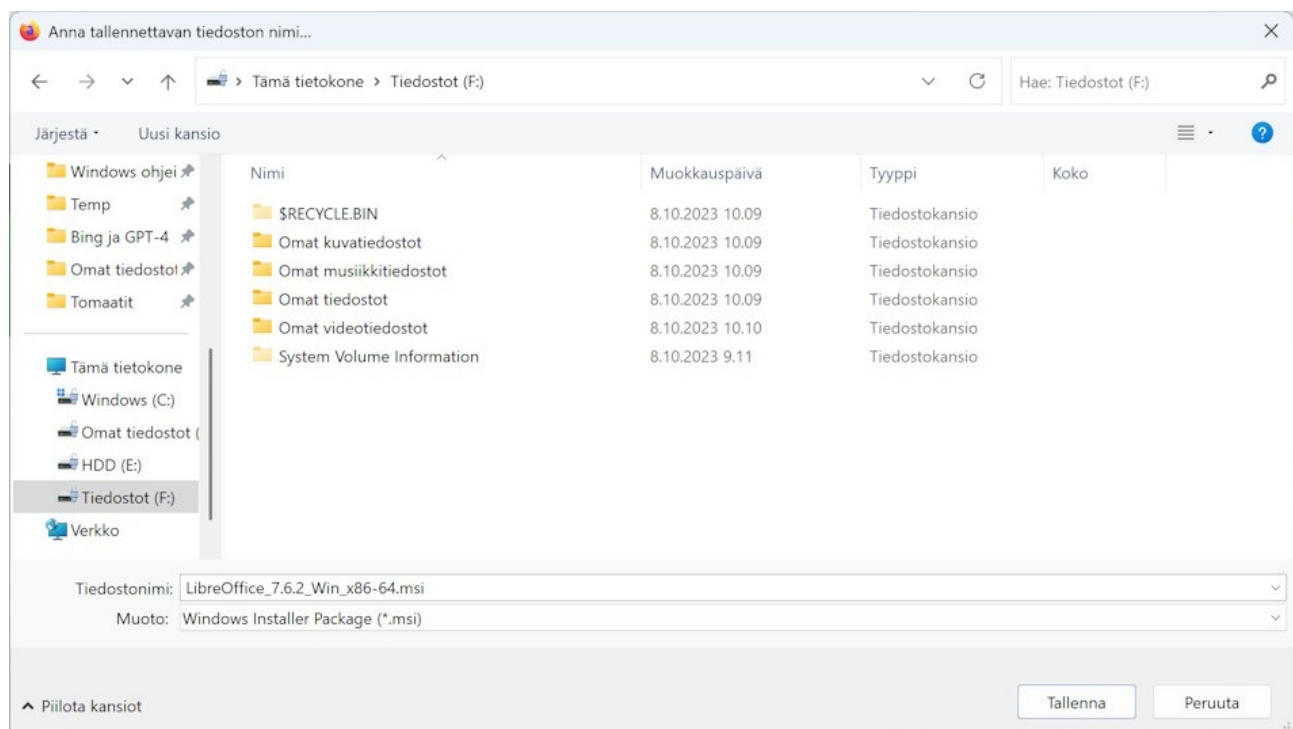 Anna tallennettavan tiedoston nimi...
Tämä tietokone > Tiedostot (F:)
Hae: Tiedostot (F:)
Järjestä
Uusi kansio
Windows ohjei
Temp
Bing ja GPT-4
Omat tiedostot
Tomaatit
Tämä tietokone
Windows (C:)
Omat tiedostot (
HDD (E:)
Tiedostot (F:)
Verkko
Nimi Muokkauspäivä Tyyppi Koko
$RECYCLE.BIN 8.10.2023 10.09 Tiedostokansio
Omat kuvatiedostot 8.10.2023 10.09 Tiedostokansio
Omat musiikkitiedostot 8.10.2023 10.09 Tiedostokansio
Omat tiedostot 8.10.2023 10.09 Tiedostokansio
Omat videotiedostot 8.10.2023 10.10 Tiedostokansio
System Volume Information 8.10.2023 9.11 Tiedostokansio
Tiedostonimi: LibreOffice_7.6.2_Win_x86-64.msi
Muoto: Windows Installer Package (*.msi)
Piilota kansiot
Tallenna
Peruuta